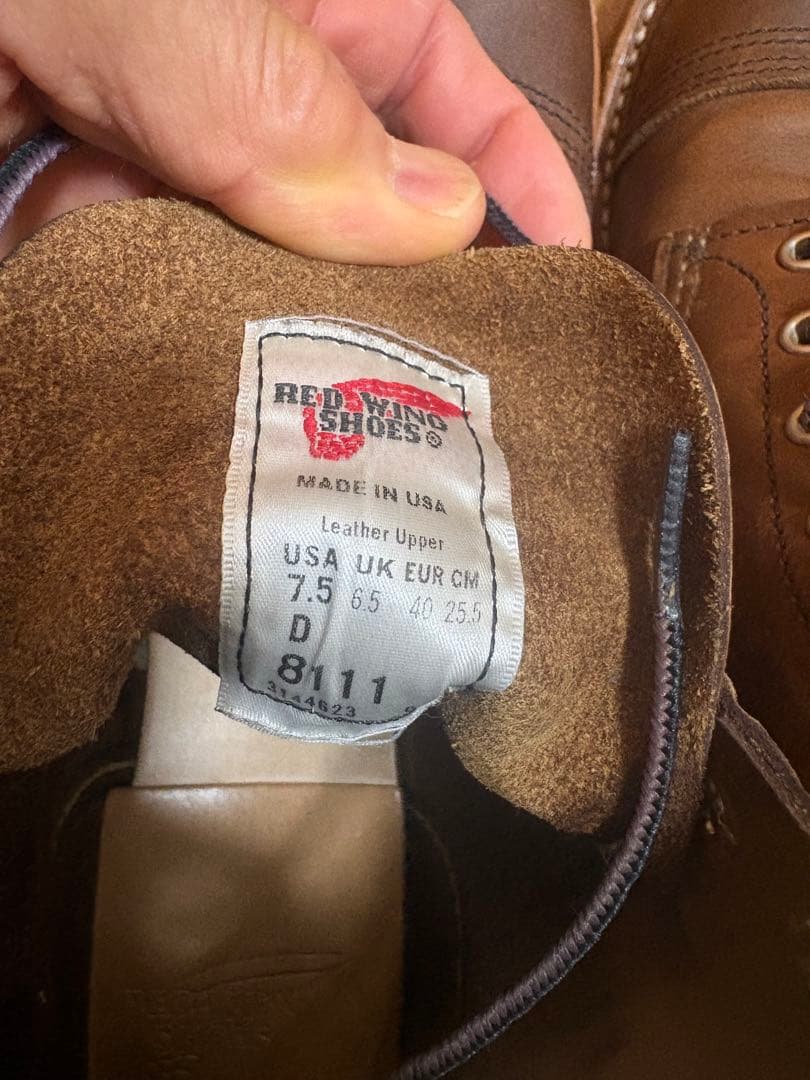 RED WING
SHOES®
MADE IN USA
Leather Upper
USA UK EUR CM
7.5 6.5 40 25.5
D
8111
3144623